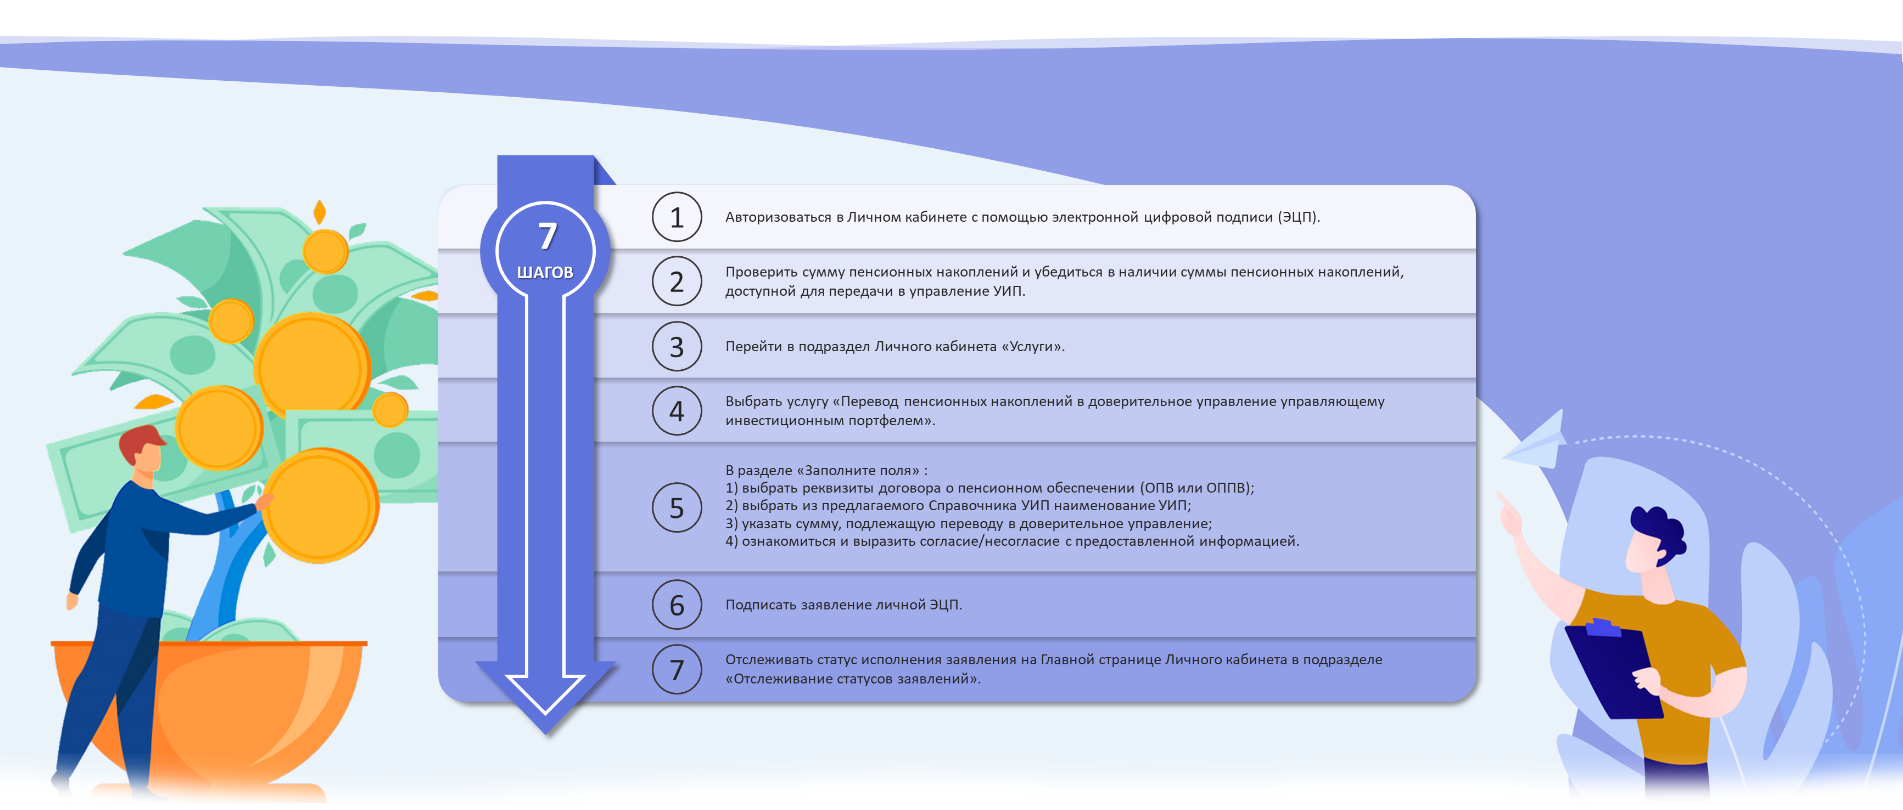 7
ШАГОВ
1
Авторизоваться в Личном кабинете с помощью электронной цифровой подписи (ЭЦП).
2
Проверить сумму пенсионных накоплений и убедиться в наличии суммы пенсионных накоплений,
доступной для передачи в управление УИП.
3
Перейти в подраздел Личного кабинета «Услуги».
4
Выбрать услугу «Перевод пенсионных накоплений в доверительное управление управляющему
инвестиционным портфелем».
5
В разделе «Заполните поля» :
1) выбрать реквизиты договора о пенсионном обеспечении (ОПВ или ОППВ);
2) выбрать из предлагаемого Справочника УИП наименование УИП;
3) указать сумму, подлежащую переводу в доверительное управление;
4) ознакомиться и выразить согласие/несогласие с предоставленной информацией.
6
Подписать заявление личной ЭЦП.
7
Отслеживать статус исполнения заявления на Главной странице Личного кабинета в подразделе
«Отслеживание статусов заявлений».